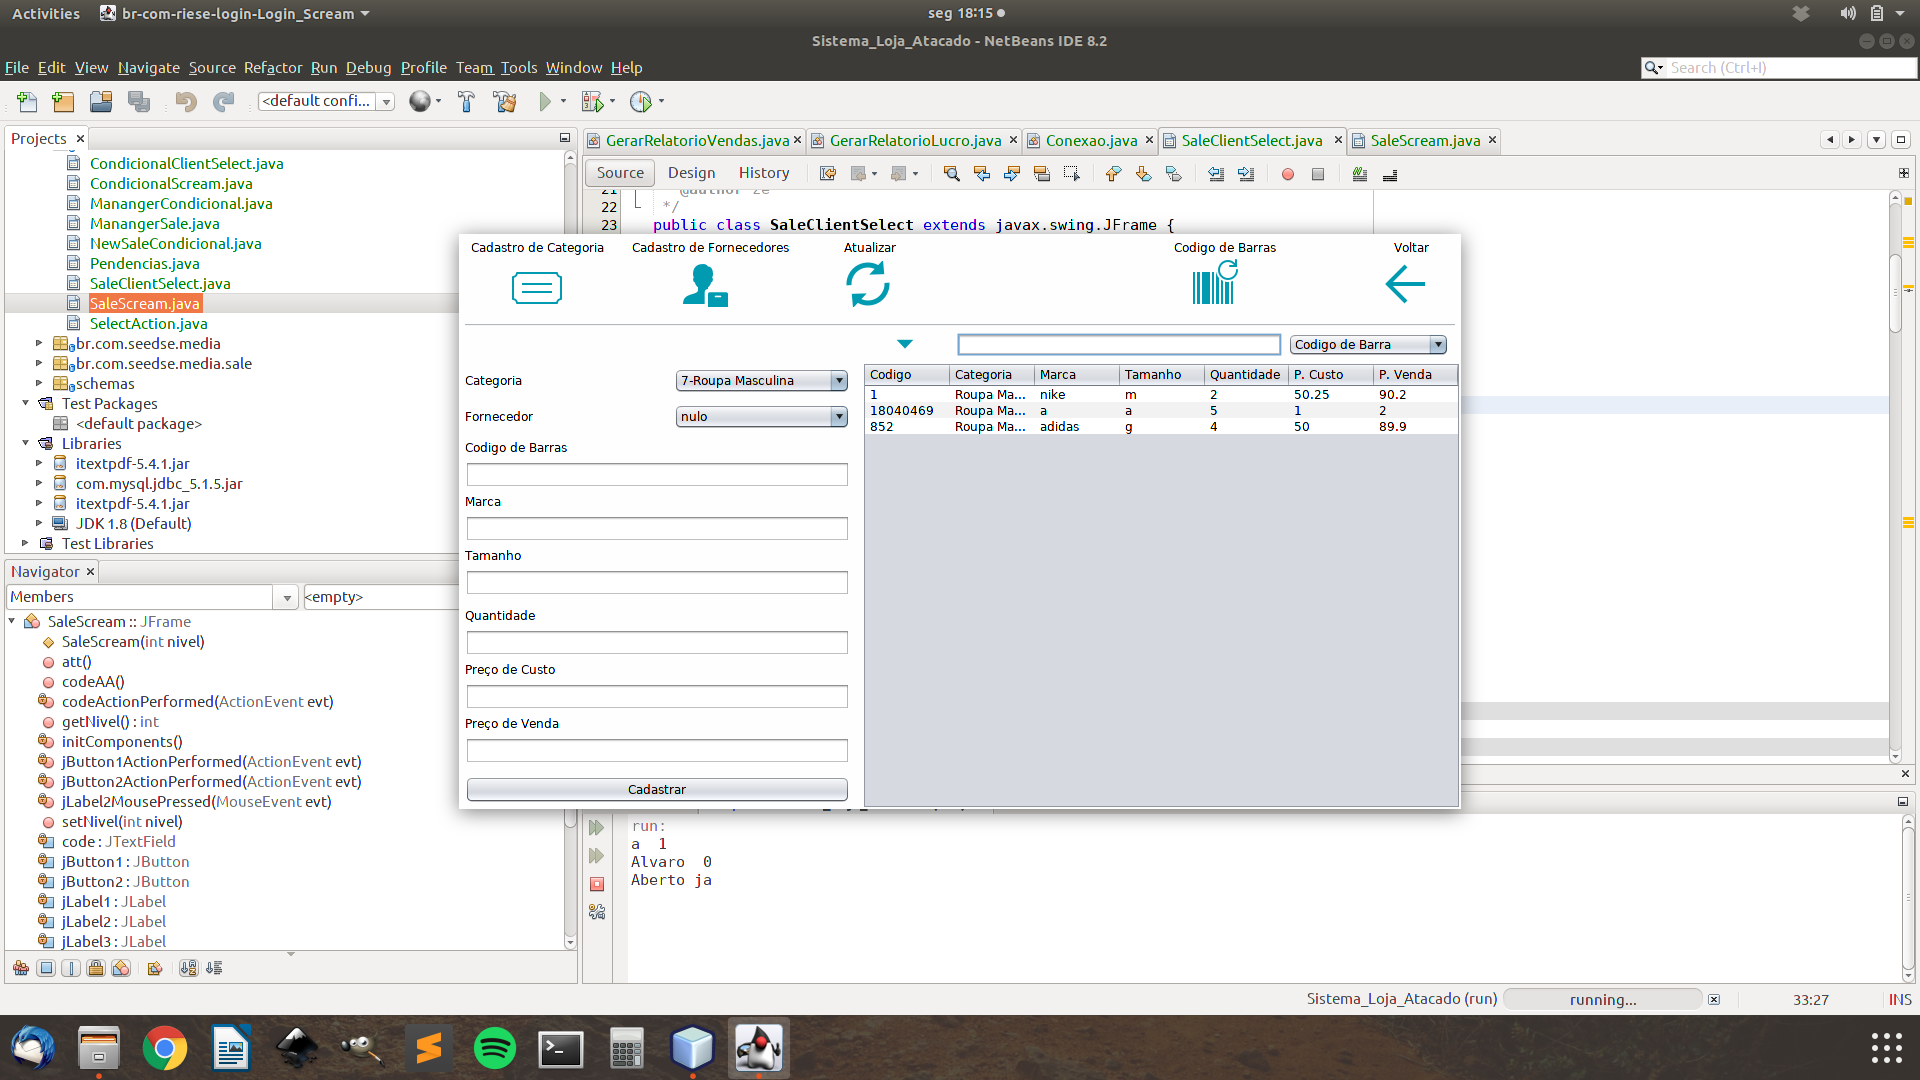 Activities
br-com-riese-login-Login_Scream
seg 18:15
Sistema_Loja_Atacado - NetBeans IDE 8.2
File Edit View Navigate Source Refactor Run Debug Profile Team Tools Window Help
Search (Ctrl+I)
<default confi...
Projects
CondicionalClientSelect.java
CondicionalScream.java
ManangerCondicional.java
ManangerSale.java
NewSaleCondicional.java
Pendencias.java
SaleClientSelect.java
SaleScream.java
SelectAction.java
br.com.seedse.media
br.com.seedse.media.sale
schemas
Test Packages
<default package>
Libraries
itextpdf-5.4.1.jar
com.mysql.jdbc_5.1.5.jar
itextpdf-5.4.1.jar
JDK 1.8 (Default)
Test Libraries
Navigator
Members
<empty>
SaleScream :: JFrame
SaleScream(int nivel)
att()
codeAA()
codeActionPerformed(ActionEvent evt)
getNivel() : int
initComponents()
jButton1ActionPerformed(ActionEvent evt)
jButton2ActionPerformed(ActionEvent evt)
jLabel2MousePressed(MouseEvent evt)
setNivel(int nivel)
code : JTextField
jButton1 : JButton
jButton2 : JButton
jLabel1 : JLabel
jLabel2 : JLabel
jLabel3 : JLabel
GerarRelatorioVendas.java
GerarRelatorioLucro.java
Conexao.java
SaleClientSelect.java
SaleScream.java
Source Design History
21 @author ze
22 */
23 public class SaleClientSelect extends javax.swing.JFrame {
Cadastro de Categoria
Cadastro de Fornecedores
Atualizar
Codigo de Barras
Voltar
Codigo de Barra
Categoria
7-Roupa Masculina
Fornecedor
nulo
Codigo de Barras
Marca
Tamanho
Quantidade
Preço de Custo
Preço de Venda
Cadastrar
Codigo Categoria Marca Tamanho Quantidade P. Custo P. Venda
1 Roupa Ma... nike m 2 50.25 90.2
18040469 Roupa Ma... a a 5 1 2
852 Roupa Ma... adidas g 4 50 89.9
run:
a 1
Alvaro 0
Aberto ja
Sistema_Loja_Atacado (run)
running...
33:27
INS